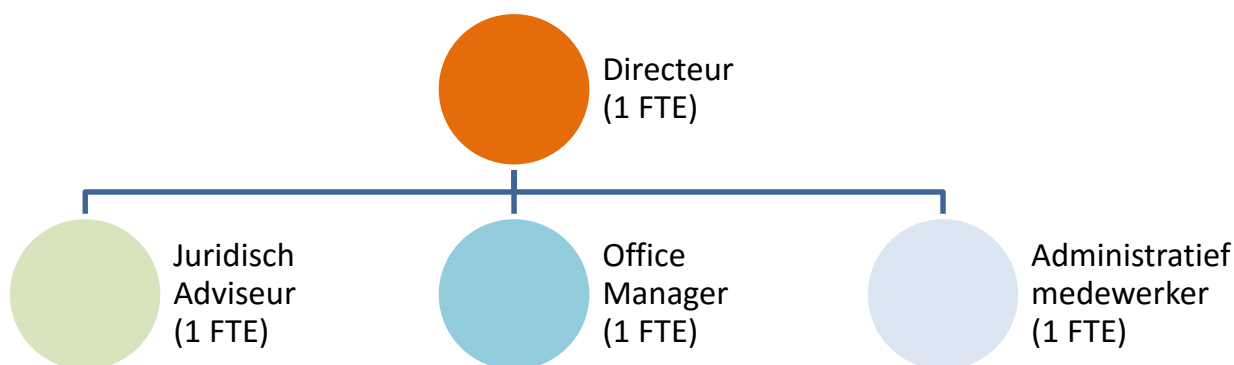 Directeur
(1 FTE)
Juridisch
Adviseur
(1 FTE)
Office
Manager
(1 FTE)
Administratief
medewerker
(1 FTE)